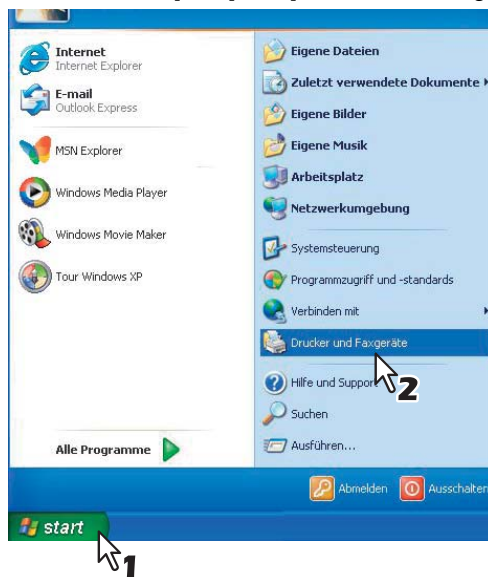 Internet
Internet Explorer
E-mail
Outlook Express
MSN Explorer
Windows Media Player
Windows Movie Maker
Tour Windows XP
Alle Programme
Eigene Dateien
Zuletzt verwendete Dokumente
Eigene Bilder
Eigene Musik
Arbeitsplatz
Netzwerkumgebung
Systemsteuerung
Programmzugriff und -standards
Verbinden mit
Drucker und Faxgeräte
2
Hilfe und Support
Suchen
Ausführen...
Abmelden
Ausschalten
start
1